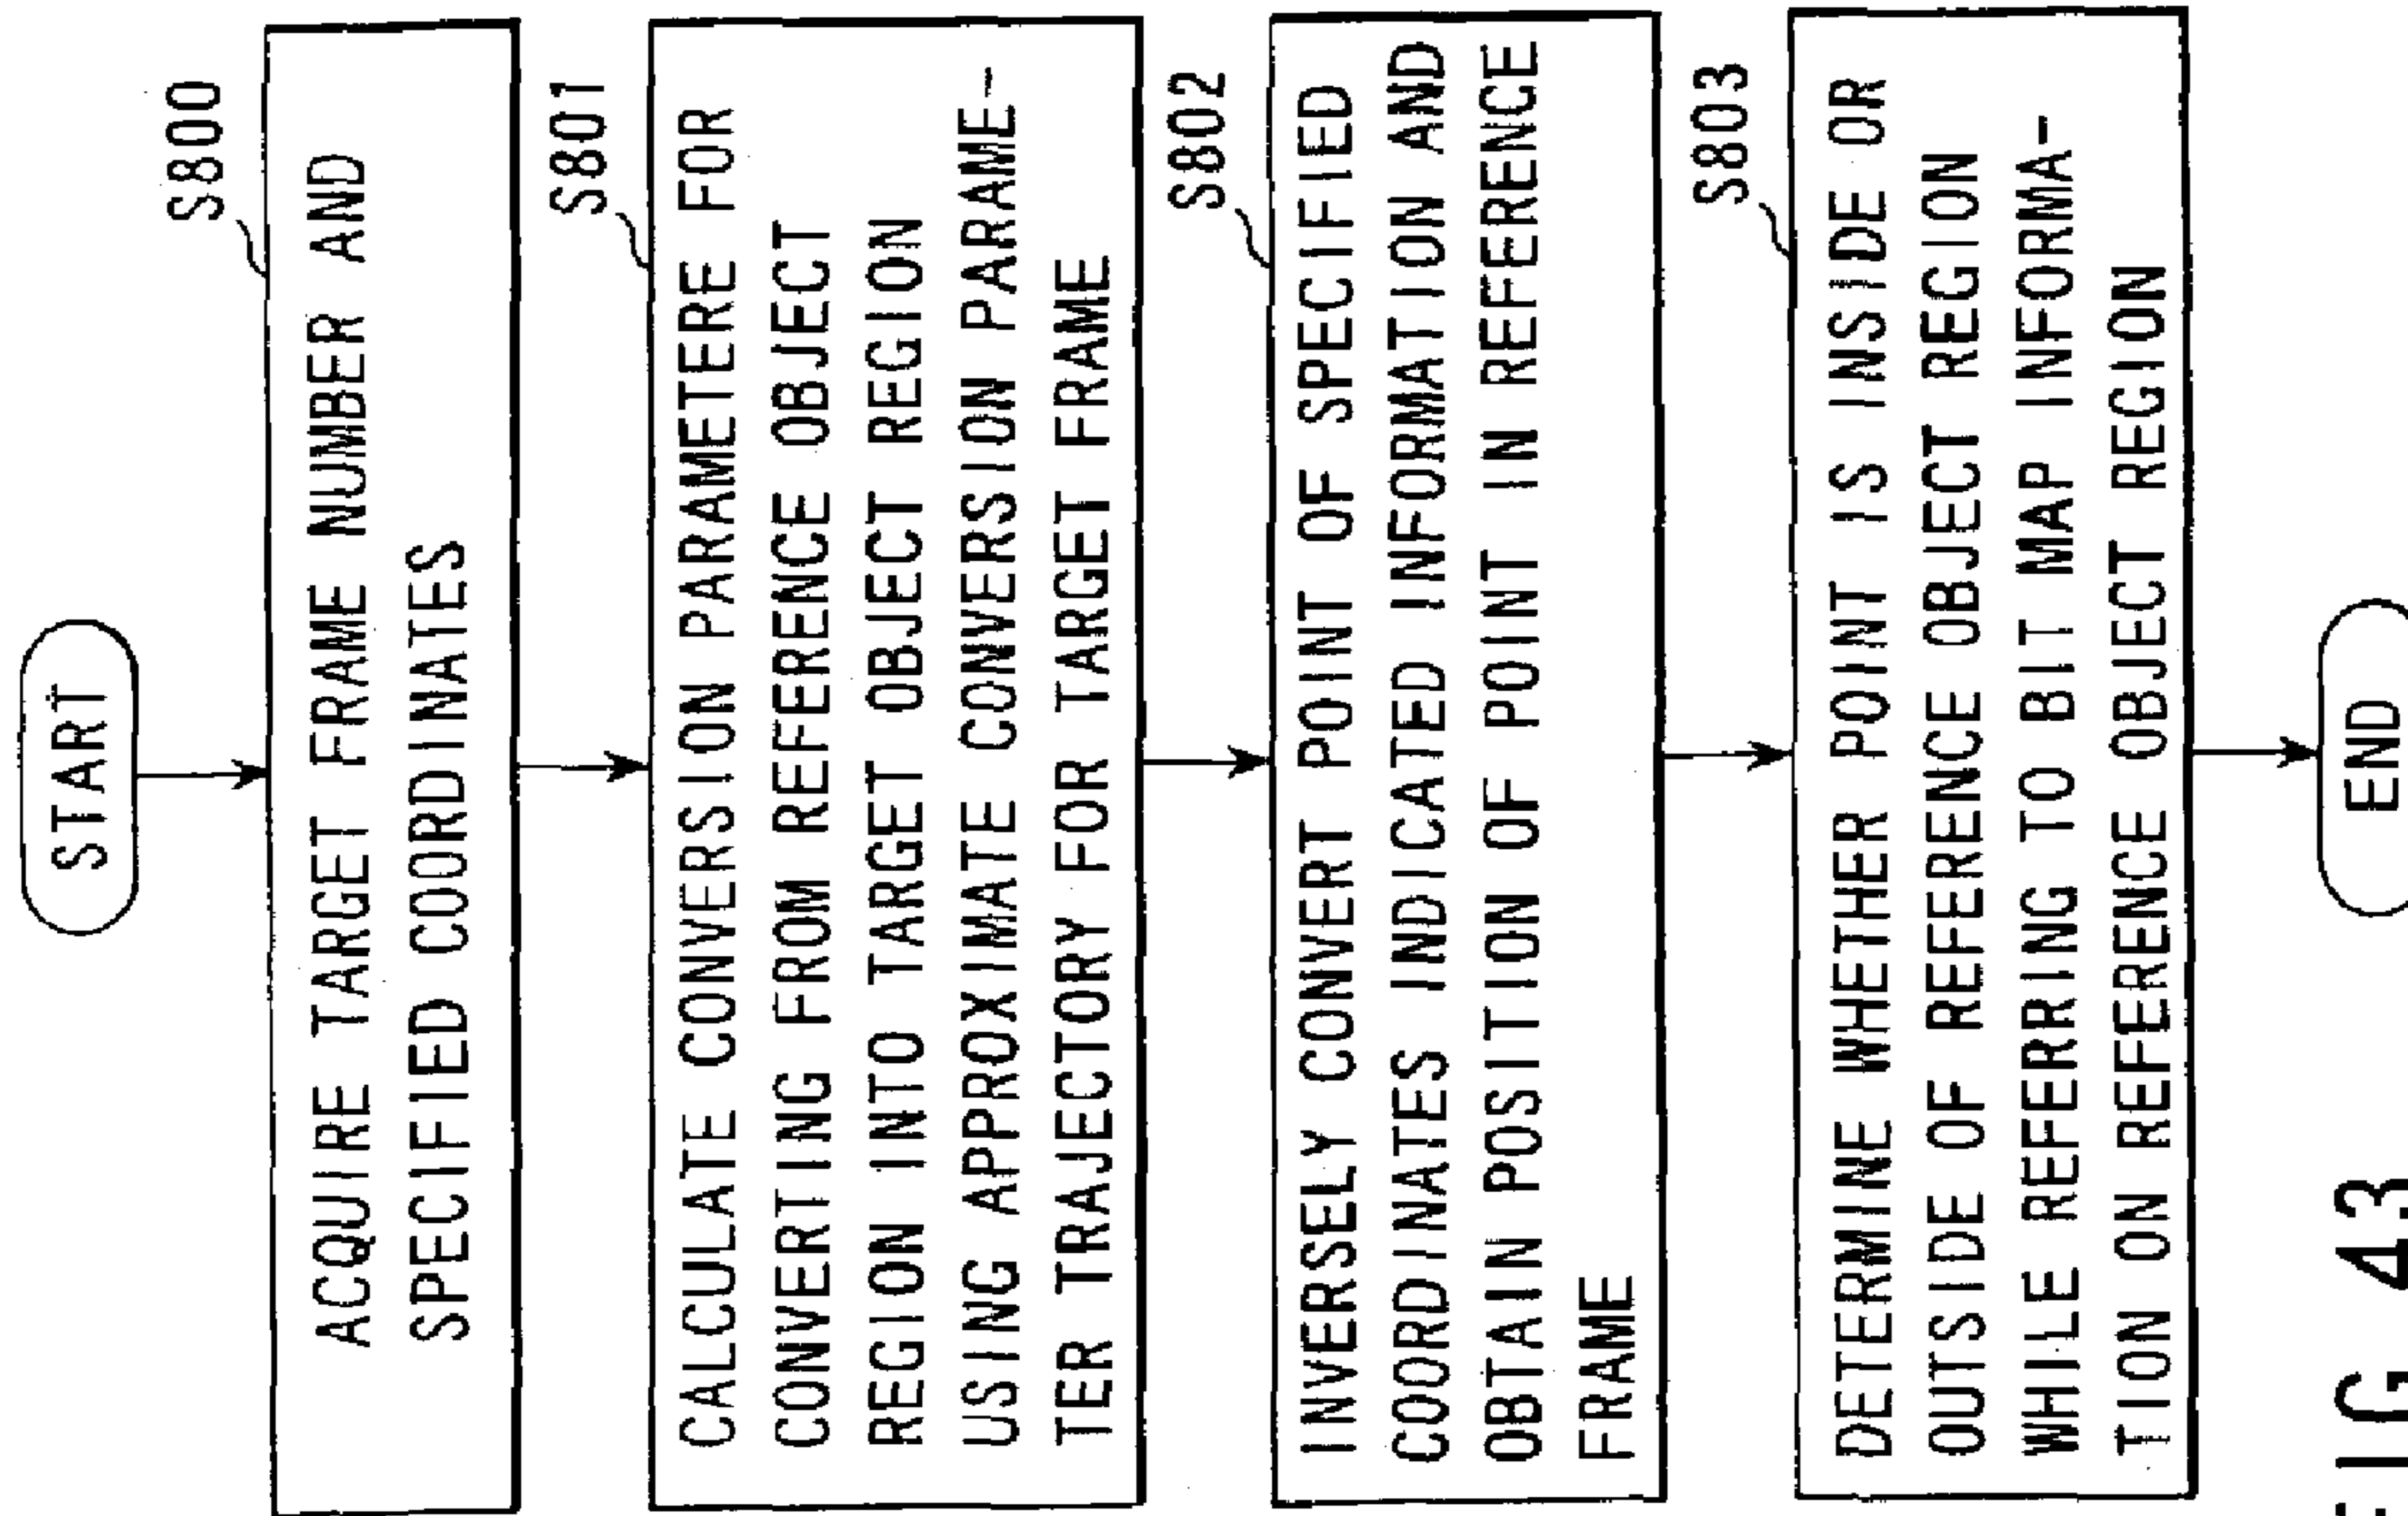 START
S800
ACQUIRE TARGET FRAME NUMBER AND
SPECIFIED COORDINATES
S801
CALCULATE CONVERSION PARAMETERE FOR
CONVERTING FROM REFERENCE OBJECT
REGION INTO TARGET OBJECT REGION
USING APPROXIMATE CONVERSION PARAME-
TER TRAJECTORY FOR TARGET FRAME
S802
INVERSELY CONVERT POINT OF SPECIFIED
COORDINATES INDICATED INFORMATION AND
OBTAIN POSITION OF POINT IN REFERENCE
FRAME
S803
DETERMINE WHETHER POINT IS INSIDE OR
OUTSIDE OF REFERENCE OBJECT REGION
WHILE REFERRING TO BIT MAP INFORMA-
TION ON REFERENCE OBJECT REGION
END
FIG. 43